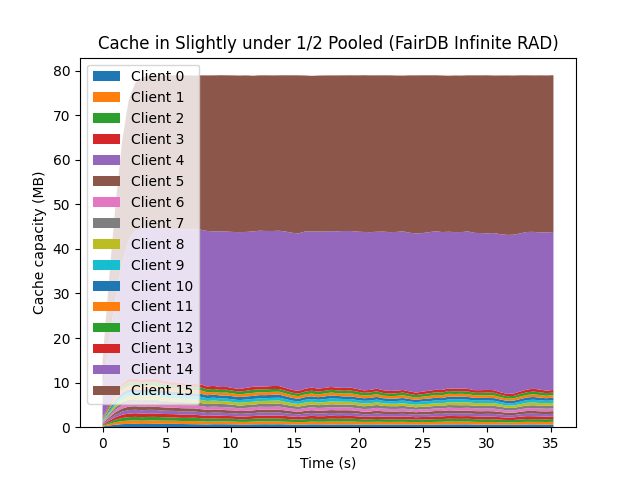 Cache in Slightly under 1/2 Pooled (FairDB Infinite RAD)
Cache capacity (MB)
80
70
60
50
40
30
20
10
0
Client 0
Client 1
Client 2
Client 3
Client 4
Client 5
Client 6
Client 7
Client 8
Client 9
Client 10
Client 11
Client 12
Client 13
Client 14
Client 15
0 5 10 15 20 25 30 35
Time (s)